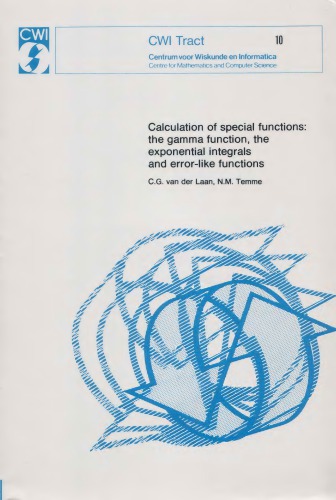 CWI
CWI Tract 10
Centrum voor Wiskunde en Informatica
Centre for Mathematics and Computer Science
Calculation of special functions:
the gamma function, the
exponential integrals
and error-like functions
C.G. van der Laan, N.M. Temme